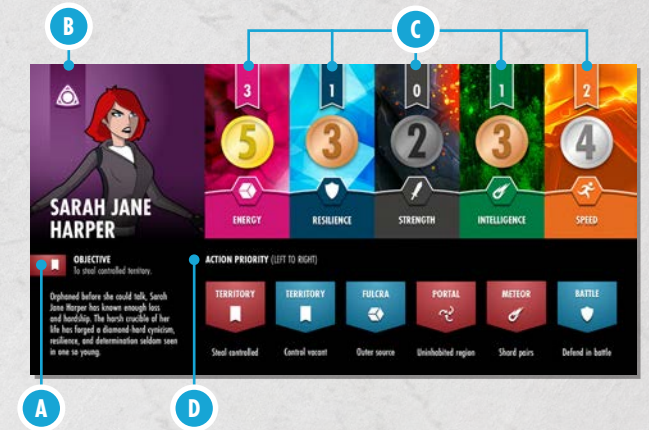 B
C
3
1
0
1
2
5
3
2
3
4
SARAH JANE
HARPER
ENERGY
RESILIENCE
STRENGTH
INTELLIGENCE
SPEED
OBJECTIVE
To steal controlled territory.
ACTION PRIORITY (LEFT TO RIGHT)
Orphaned before she could talk, Sarah
Jane Harper has known enough loss
and hardship. The harsh crucible of her
life has forged a diamond-hard cynicism,
resilience, and determination seldom seen
in one so young.
TERRITORY
TERRITORY
FULCRA
PORTAL
METEOR
BATTLE
Steal controlled
Control vacant
Outer source
Uninhabited region
Shard pairs
Defend in battle
A
D